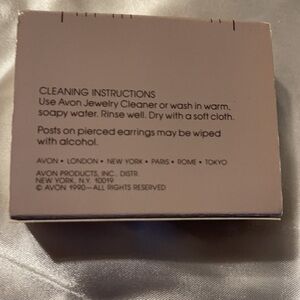 CLEANING INSTRUCTIONS
Use Avon Jewelry Cleaner or wash in warm,
soapy water. Rinse well. Dry with a soft cloth.
Posts on pierced earrings may be wiped
with alcohol.
AVON • LONDON • NEW YORK • PARIS • ROME • TOKYO
AVON PRODUCTS, INC., DISTR.
NEW YORK, N.Y. 10019
© AVON 1990—ALL RIGHTS RESERVED